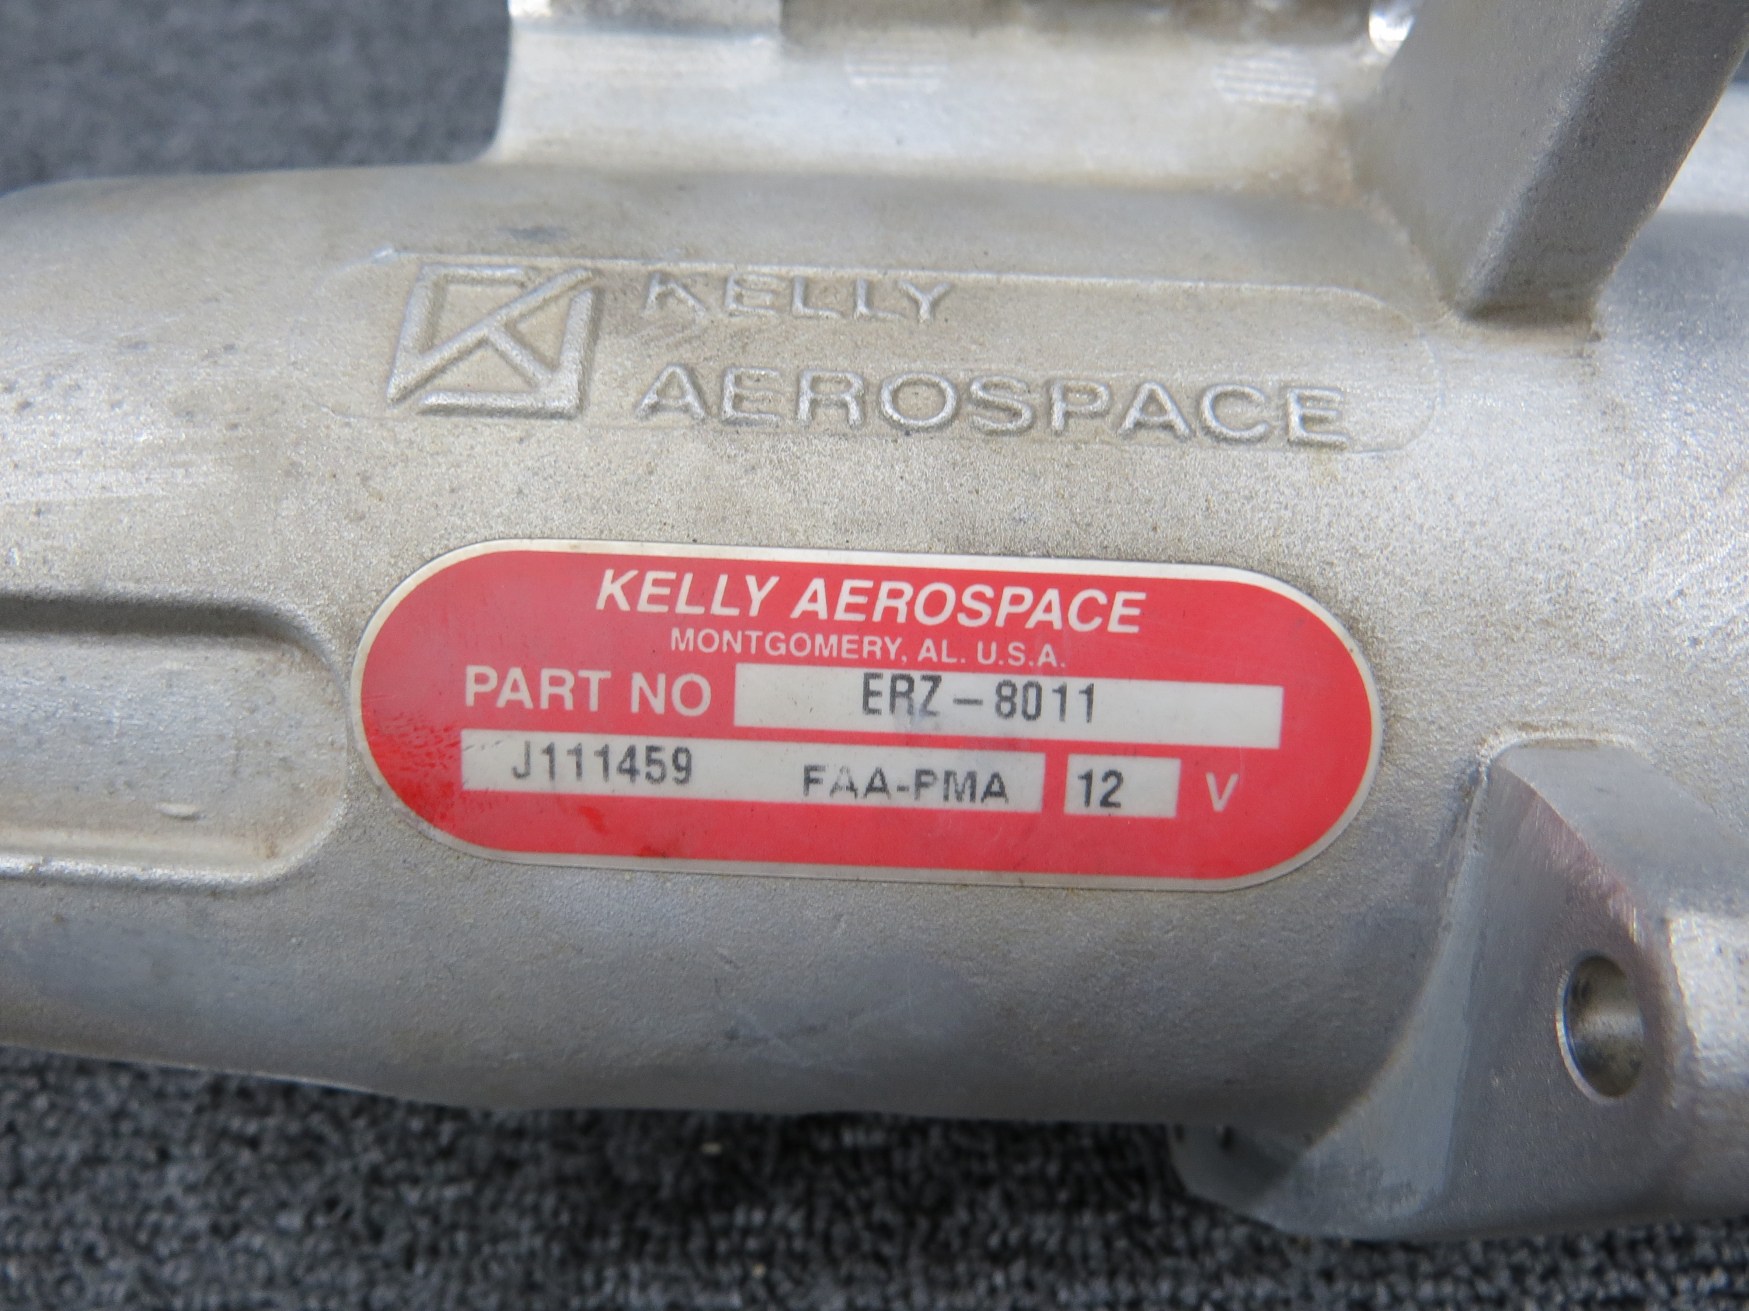 KELLY
AEROSPACE
KELLY AEROSPACE
MONTGOMERY, AL. U.S.A.
PART NO ERZ-8011
J111459 FAA-PMA 12 V